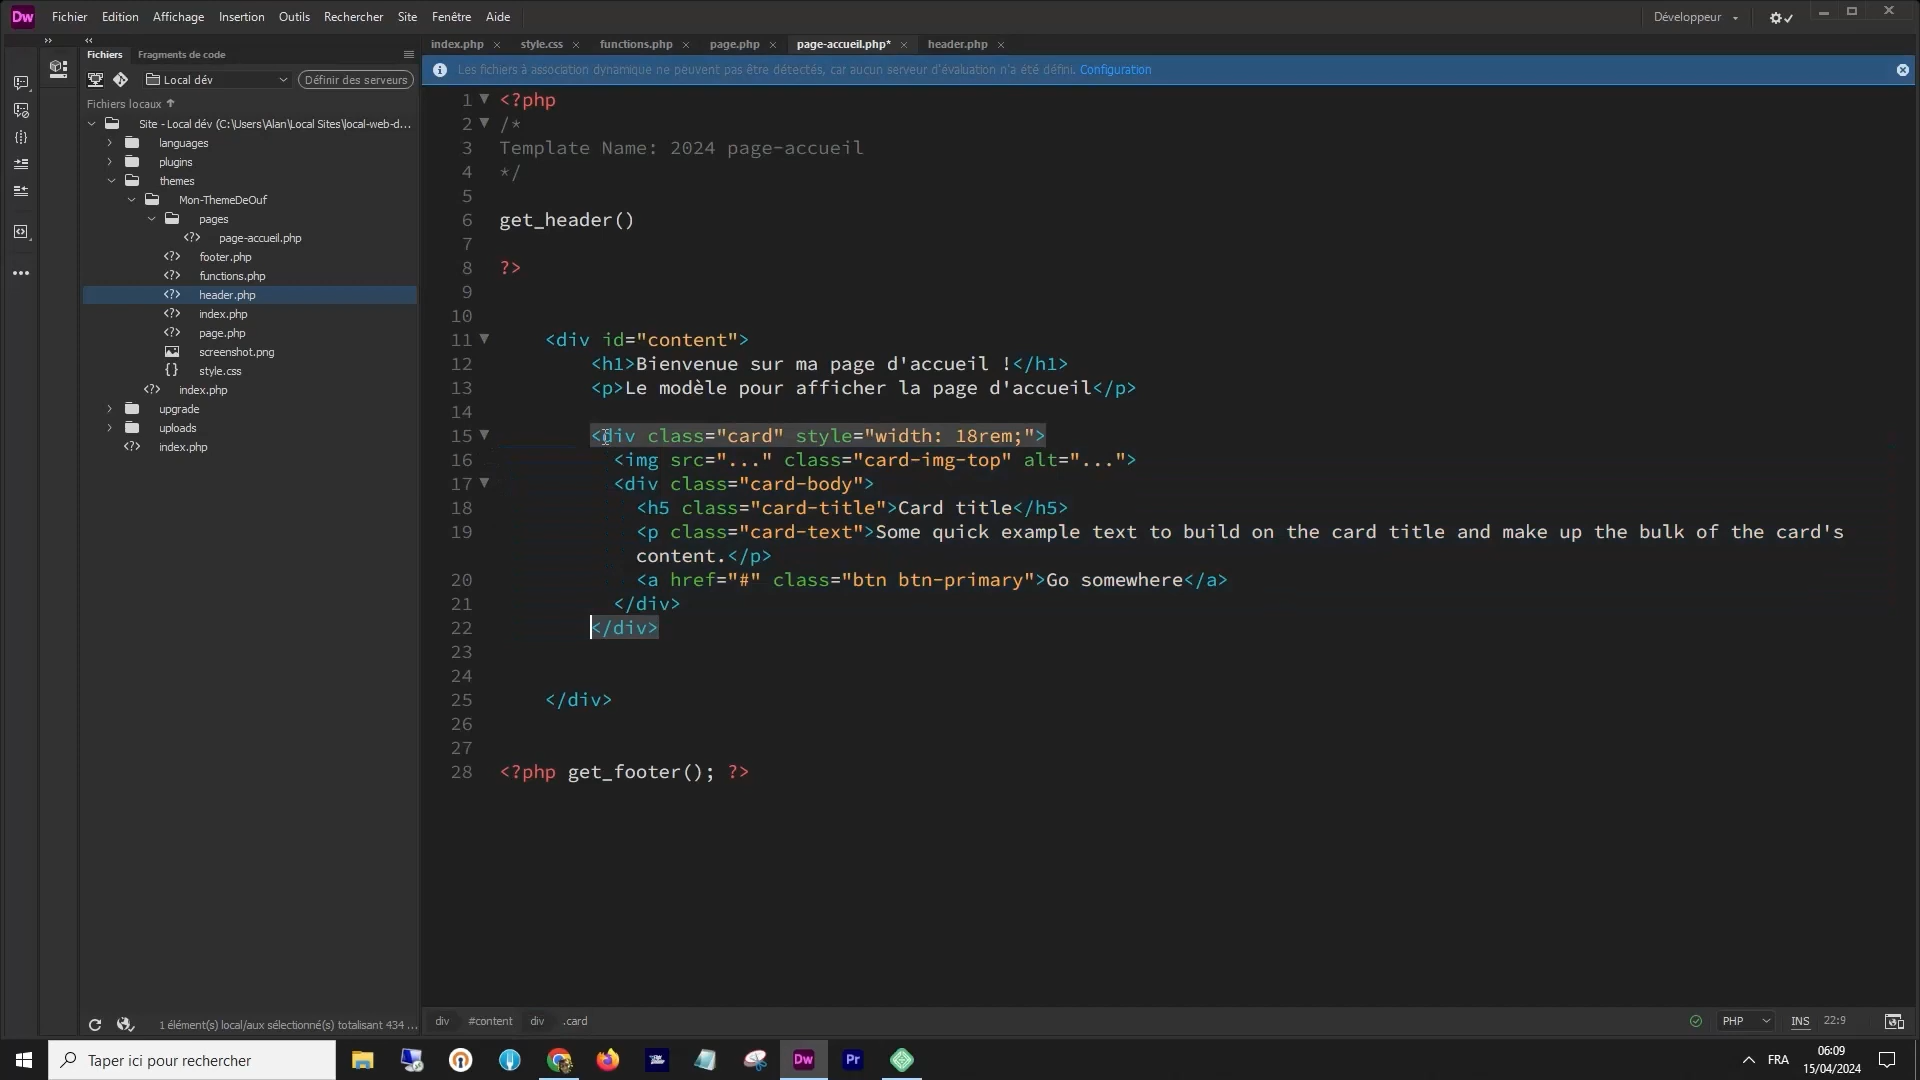 Dw Fichier Edition Affichage Insertion Outils Rechercher Site Fenêtre Aide Développeur
Fichiers Fragments de code
index.php style.css functions.php page.php page-accueil.php* header.php
Local dév Définir des serveurs
Les fichiers à association dynamique ne peuvent pas être détectés, car aucun serveur d'évaluation n'a été défini. Configuration
Fichiers locaux
Site - Local dév (C:\Users\Alan\Local Sites\local-web-d...
languages
plugins
themes
Mon-ThemeDeOuf
pages
page-accueil.php
footer.php
functions.php
header.php
index.php
page.php
screenshot.png
style.css
index.php
upgrade
uploads
index.php
1 <?php
2 /*
3 Template Name: 2024 page-accueil
4 */
5
6 get_header()
7
8 ?>
9
10
11 <div id="content">
12 <h1>Bienvenue sur ma page d'accueil !</h1>
13 <p>Le modèle pour afficher la page d'accueil</p>
14
15 <div class="card" style="width: 18rem;">
16 <img src="..." class="card-img-top" alt="...">
17 <div class="card-body">
18 <h5 class="card-title">Card title</h5>
19 <p class="card-text">Some quick example text to build on the card title and make up the bulk of the card's
content.</p>
20 <a href="#" class="btn btn-primary">Go somewhere</a>
21 </div>
22 </div>
23
24
25 </div>
26
27
28 <?php get_footer(); ?>
1 élément(s) local/aux sélectionné(s) totalisant 434 ...
div #content div .card PHP INS 22:9
Taper ici pour rechercher
Dw Pr
FRA
06:09
15/04/2024